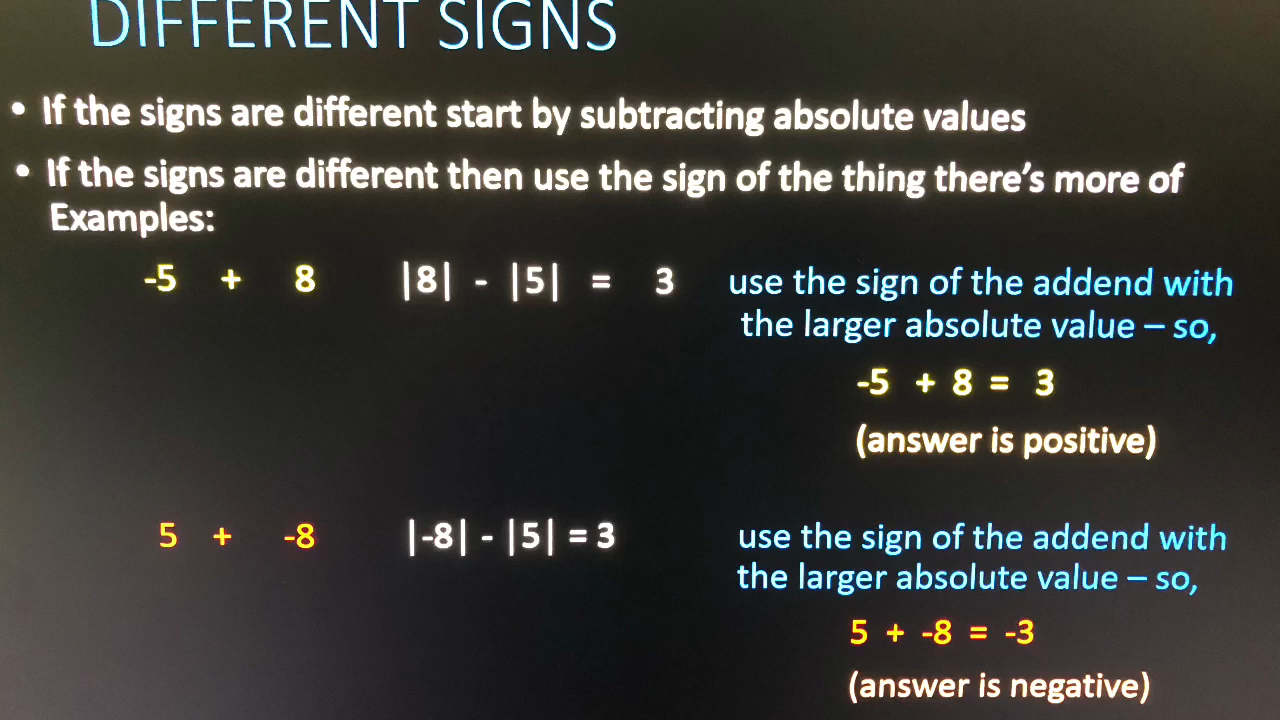 DIFFERENT SIGNS
• If the signs are different start by subtracting absolute values
• If the signs are different then use the sign of the thing there's more of
Examples:
-5 + 8 |8| - |5| = 3 use the sign of the addend with
the larger absolute value – so,
-5 + 8 = 3
(answer is positive)
5 + -8 |-8| - |5| = 3 use the sign of the addend with
the larger absolute value – so,
5 + -8 = -3
(answer is negative)